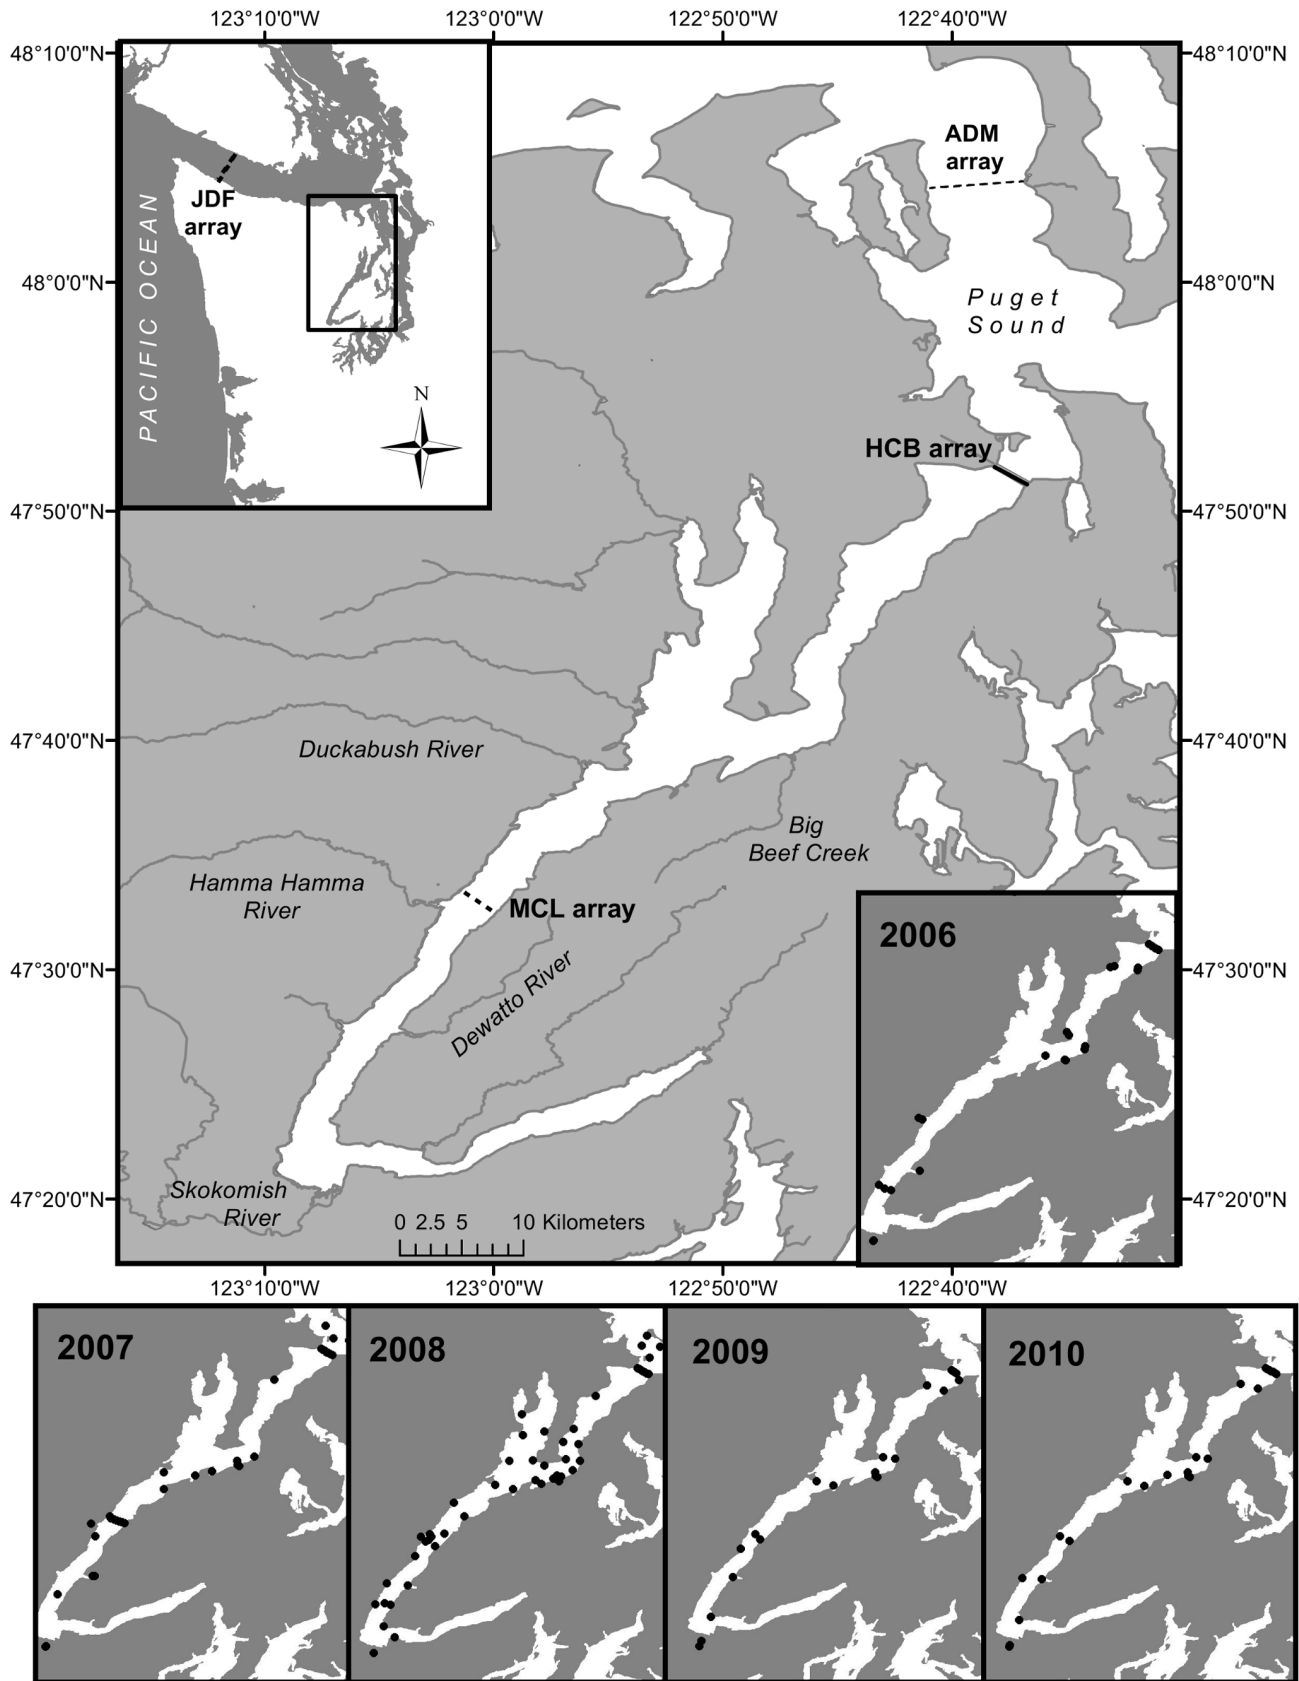 123°10'0"W
123°0'0"W
122°50'0"W
122°40'0"W
48°10'0"N
48°10'0"N
ADM
array
JDF
array
PACIFIC OCEAN
48°0'0"N
48°0'0"N
Puget
Sound
N
HCB array
47°50'0"N
47°50'0"N
47°40'0"N
47°40'0"N
Duckabush River
Big
Beef Creek
Hamma Hamma
River
MCL array
2006
47°30'0"N
47°30'0"N
Dewatto River
Skokomish
River
47°20'0"N
47°20'0"N
0 2.5 5 10 Kilometers
123°10'0"W
123°0'0"W
122°50'0"W
122°40'0"W
2007
2008
2009
2010